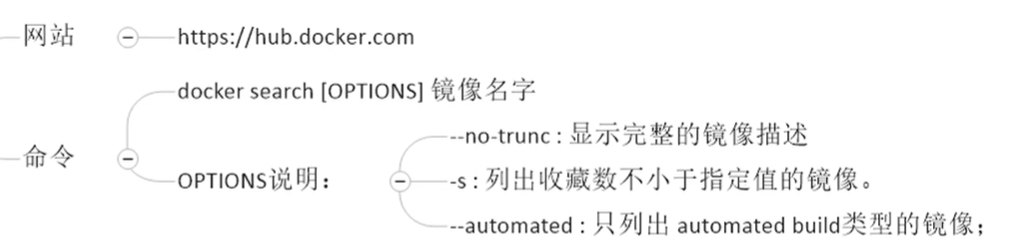 网站
https://hub.docker.com
命令
docker search [OPTIONS] 镜像名字
OPTIONS说明：
--no-trunc : 显示完整的镜像描述
-s : 列出收藏数不小于指定值的镜像。
--automated : 只列出 automated build类型的镜像；